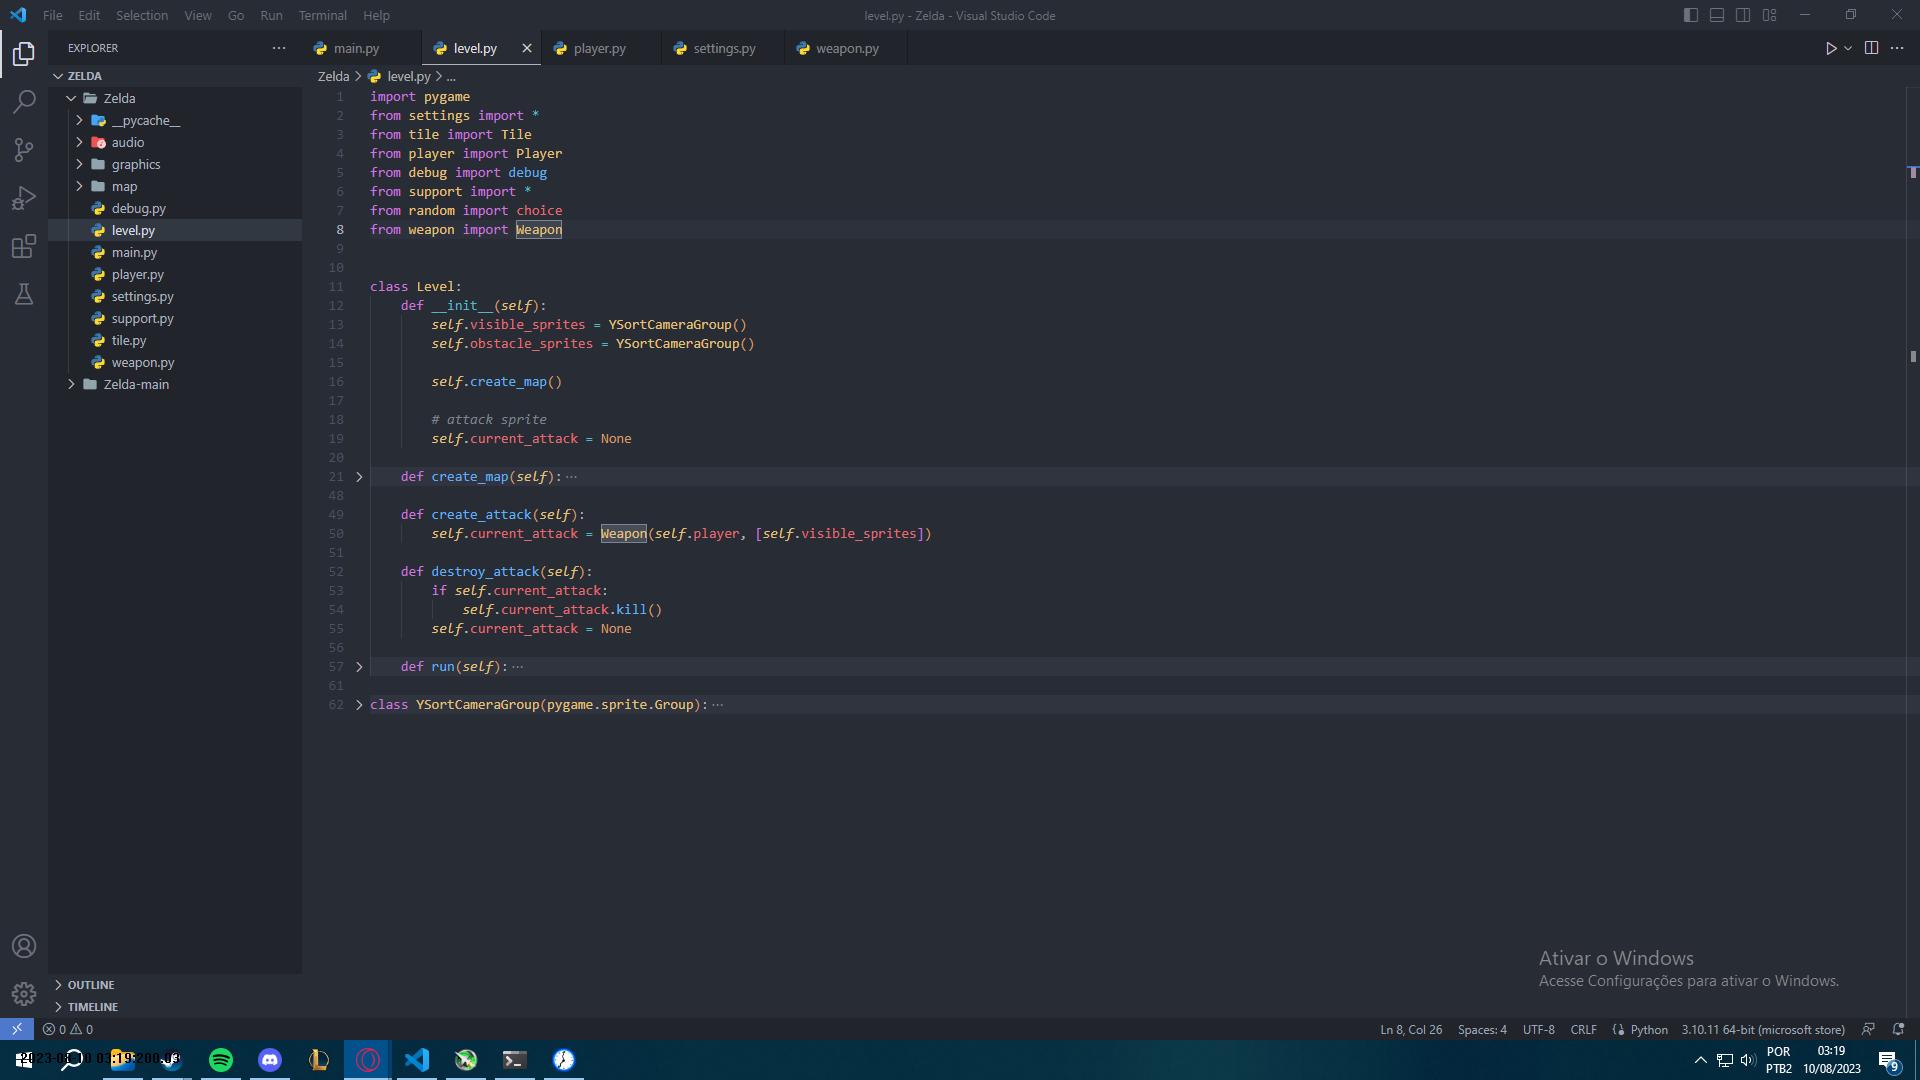 File Edit Selection View Go Run Terminal Help
level.py - Zelda - Visual Studio Code
EXPLORER
main.py
level.py
player.py
settings.py
weapon.py
ZELDA
Zelda > level.py > ...
Zelda
__pycache__
audio
graphics
map
debug.py
level.py
main.py
player.py
settings.py
support.py
tile.py
weapon.py
Zelda-main
1 import pygame
2 from settings import *
3 from tile import Tile
4 from player import Player
5 from debug import debug
6 from support import *
7 from random import choice
8 from weapon import Weapon
9
10
11 class Level:
12 def __init__(self):
13 self.visible_sprites = YSortCameraGroup()
14 self.obstacle_sprites = YSortCameraGroup()
15
16 self.create_map()
17
18 # attack sprite
19 self.current_attack = None
20
21 def create_map(self): ...
48
49 def create_attack(self):
50 self.current_attack = Weapon(self.player, [self.visible_sprites])
51
52 def destroy_attack(self):
53 if self.current_attack:
54 self.current_attack.kill()
55 self.current_attack = None
56
57 def run(self): ...
61
62 class YSortCameraGroup(pygame.sprite.Group): ...
Ativar o Windows
Acesse Configurações para ativar o Windows.
OUTLINE
TIMELINE
0 0
Ln 8, Col 26 Spaces: 4 UTF-8 CRLF Python 3.10.11 64-bit (microsoft store)
POR
PTB2
03:19
10/08/2023
9